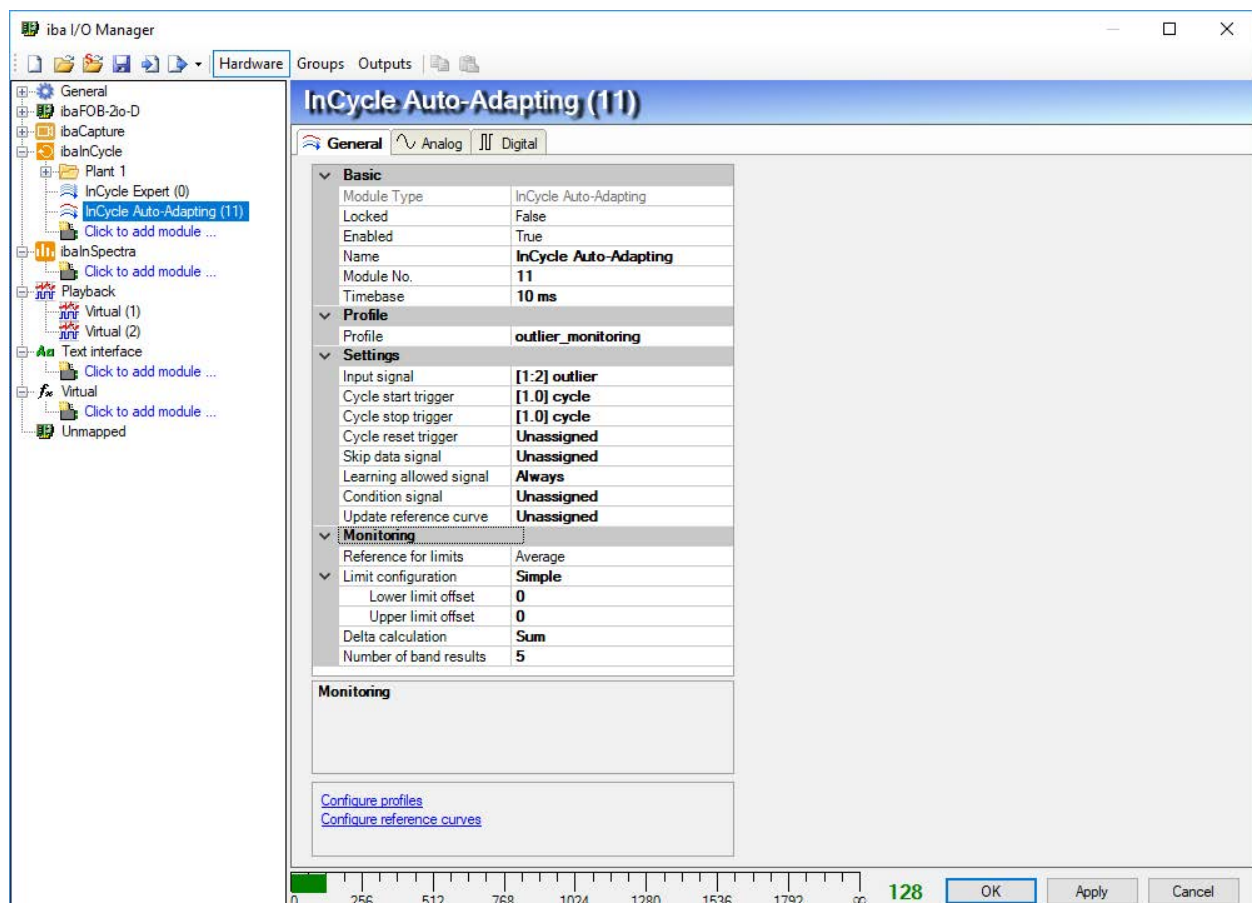 iba I/O Manager
Hardware Groups Outputs
General
ibaFOB-2io-D
ibaCapture
ibaInCycle
Plant 1
InCycle Expert (0)
InCycle Auto-Adapting (11)
Click to add module ...
ibaInSpectra
Click to add module ...
Playback
Virtual (1)
Virtual (2)
Text interface
Click to add module ...
Virtual
Click to add module ...
Unmapped
InCycle Auto-Adapting (11)
General Analog Digital
Basic
Module Type InCycle Auto-Adapting
Locked False
Enabled True
Name InCycle Auto-Adapting
Module No. 11
Timebase 10 ms
Profile
Profile outlier_monitoring
Settings
Input signal [1:2] outlier
Cycle start trigger [1.0] cycle
Cycle stop trigger [1.0] cycle
Cycle reset trigger Unassigned
Skip data signal Unassigned
Learning allowed signal Always
Condition signal Unassigned
Update reference curve Unassigned
Monitoring
Reference for limits Average
Limit configuration Simple
Lower limit offset 0
Upper limit offset 0
Delta calculation Sum
Number of band results 5
Monitoring
Configure profiles
Configure reference curves
0 256 512 768 1024 1280 1536 1792 ∞
128
OK Apply Cancel